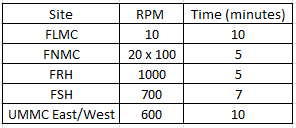 Site RPM Time (minutes)
FLMC 10 10
FNMC 20 x 100 5
FRH 1000 5
FSH 700 7
UMMC East/West 600 10